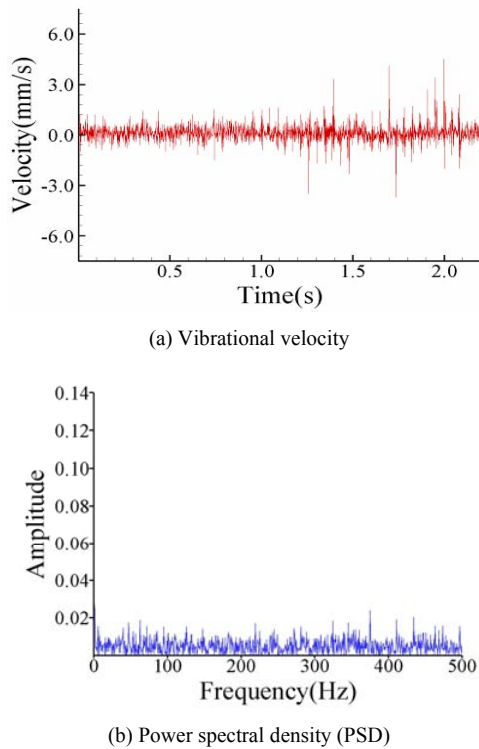 6.0
3.0
0.0
-3.0
-6.0
Velocity(mm/s)
0.5 1.0 1.5 2.0
Time(s)
(a) Vibrational velocity
0.14
0.12
0.10
0.08
0.06
0.04
0.02
Amplitude
0 100 200 300 400 500
Frequency(Hz)
(b) Power spectral density (PSD)